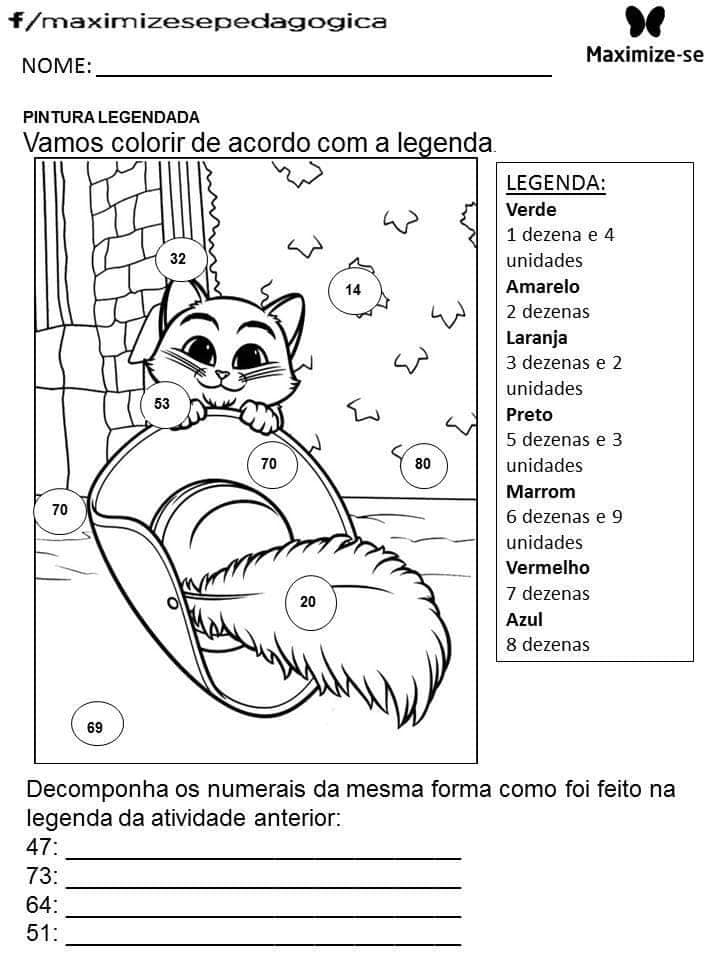 f/maximizesepedagogica
Maximize-se
NOME:
PINTURA LEGENDADA
Vamos colorir de acordo com a legenda.
32
14
53
70
80
70
20
69
LEGENDA:
Verde
1 dezena e 4
unidades
Amarelo
2 dezenas
Laranja
3 dezenas e 2
unidades
Preto
5 dezenas e 3
unidades
Marrom
6 dezenas e 9
unidades
Vermelho
7 dezenas
Azul
8 dezenas
Decomponha os numerais da mesma forma como foi feito na
legenda da atividade anterior:
47:
73:
64:
51: